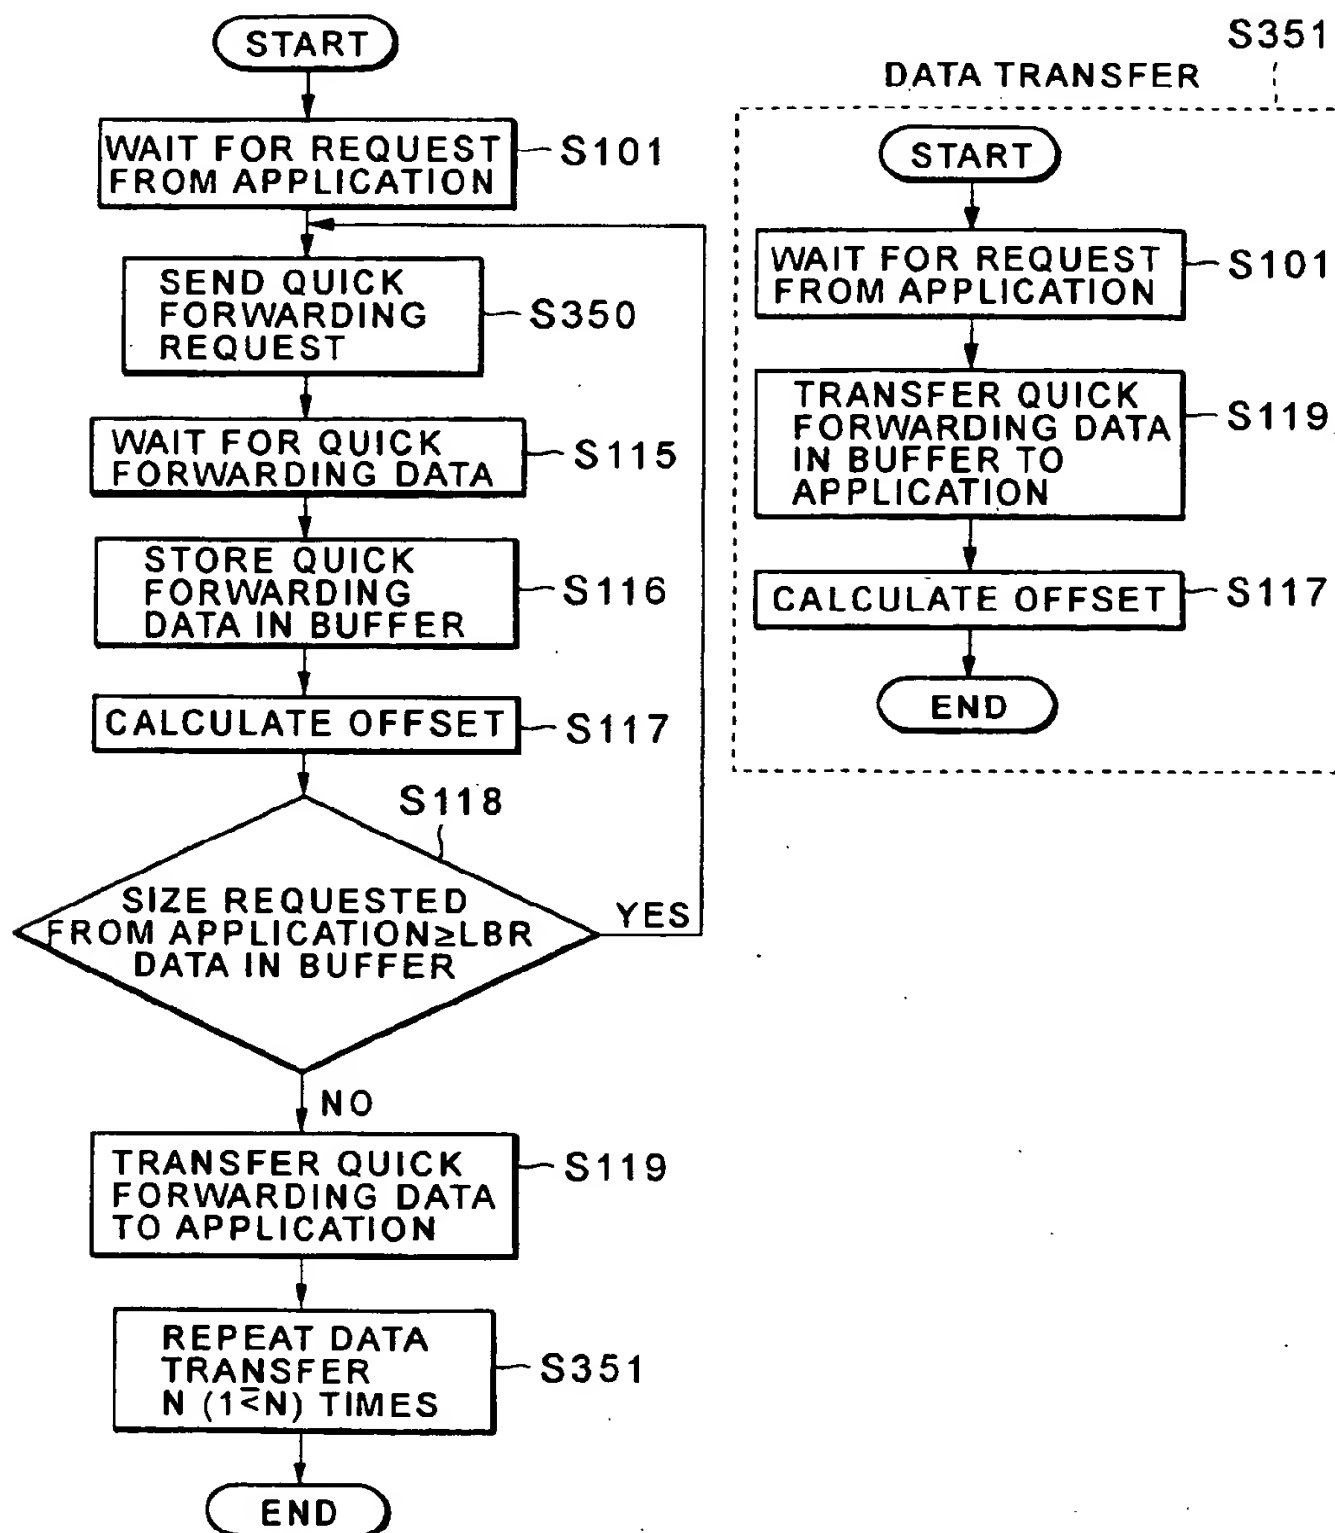 START
WAIT FOR REQUEST
FROM APPLICATION
S101
SEND QUICK
FORWARDING
REQUEST
S350
WAIT FOR QUICK
FORWARDING DATA
S115
STORE QUICK
FORWARDING
DATA IN BUFFER
S116
CALCULATE OFFSET
S117
S118
SIZE REQUESTED
FROM APPLICATION≥LBR
DATA IN BUFFER
YES
NO
TRANSFER QUICK
FORWARDING DATA
TO APPLICATION
S119
REPEAT DATA
TRANSFER
N (1≦N) TIMES
S351
END
S351
DATA TRANSFER
START
WAIT FOR REQUEST
FROM APPLICATION
S101
TRANSFER QUICK
FORWARDING DATA
IN BUFFER TO
APPLICATION
S119
CALCULATE OFFSET
S117
END